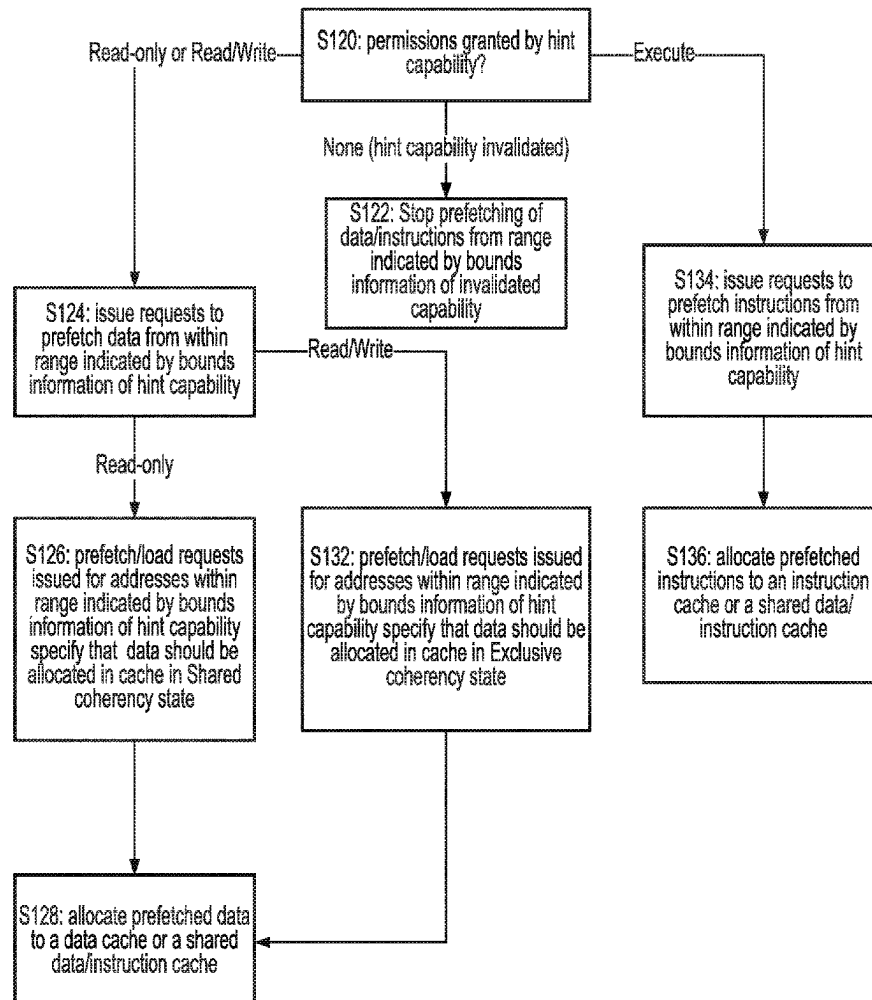 S120: permissions granted by hint
capability?
Read-only or Read/Write
Execute
None (hint capability invalidated)
S122: Stop prefetching of
data/instructions from range
indicated by bounds
information of invalidated
capability
S124: issue requests to
prefetch data from within
range indicated by bounds
information of hint capability
Read/Write
S134: issue requests to
prefetch instructions from
within range indicated by
bounds information of hint
capability
Read-only
S126: prefetch/load requests
issued for addresses within
range indicated by bounds
information of hint capability
specify that data should be
allocated in cache in Shared
coherency state
S132: prefetch/load requests issued
for addresses within range indicated
by bounds information of hint
capability specify that data should be
allocated in cache in Exclusive
coherency state
S136: allocate prefetched
instructions to an instruction
cache or a shared data/
instruction cache
S128: allocate prefetched data
to a data cache or a shared
data/instruction cache